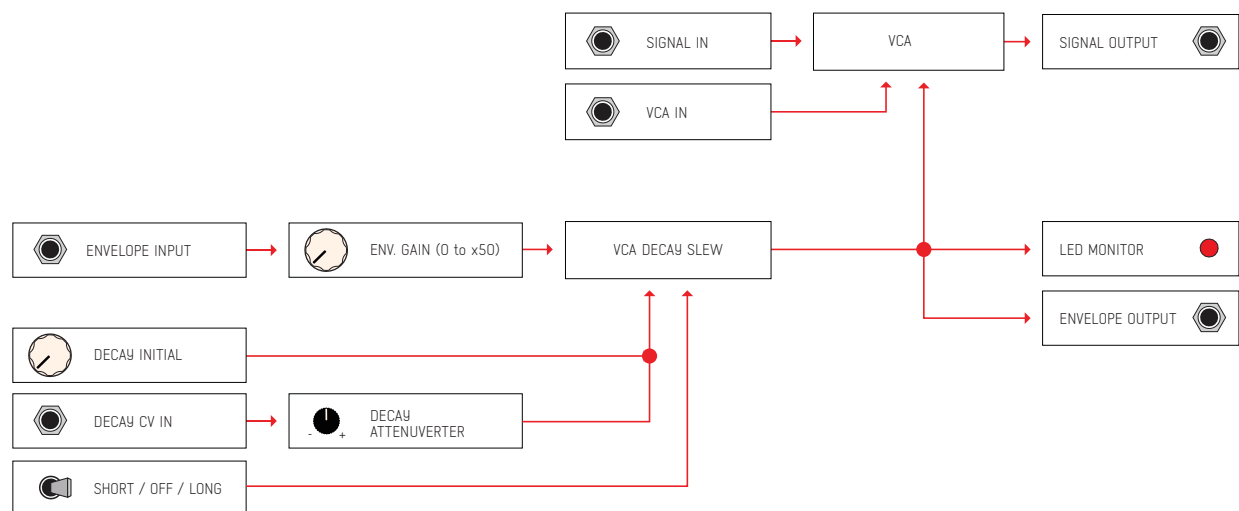 SIGNAL IN
VCA
SIGNAL OUTPUT
VCA IN
ENVELOPE INPUT
ENV. GAIN (0 to x50)
VCA DECAY SLEW
LED MONITOR
ENVELOPE OUTPUT
DECAY INITIAL
DECAY CV IN
- +
DECAY
ATTENUVERTER
SHORT / OFF / LONG